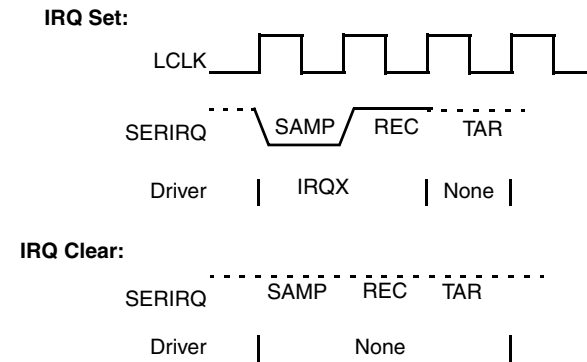 IRQ Set:
LCLK
SERIRQ SAMP REC TAR
Driver IRQX None
IRQ Clear:
SERIRQ SAMP REC TAR
Driver None